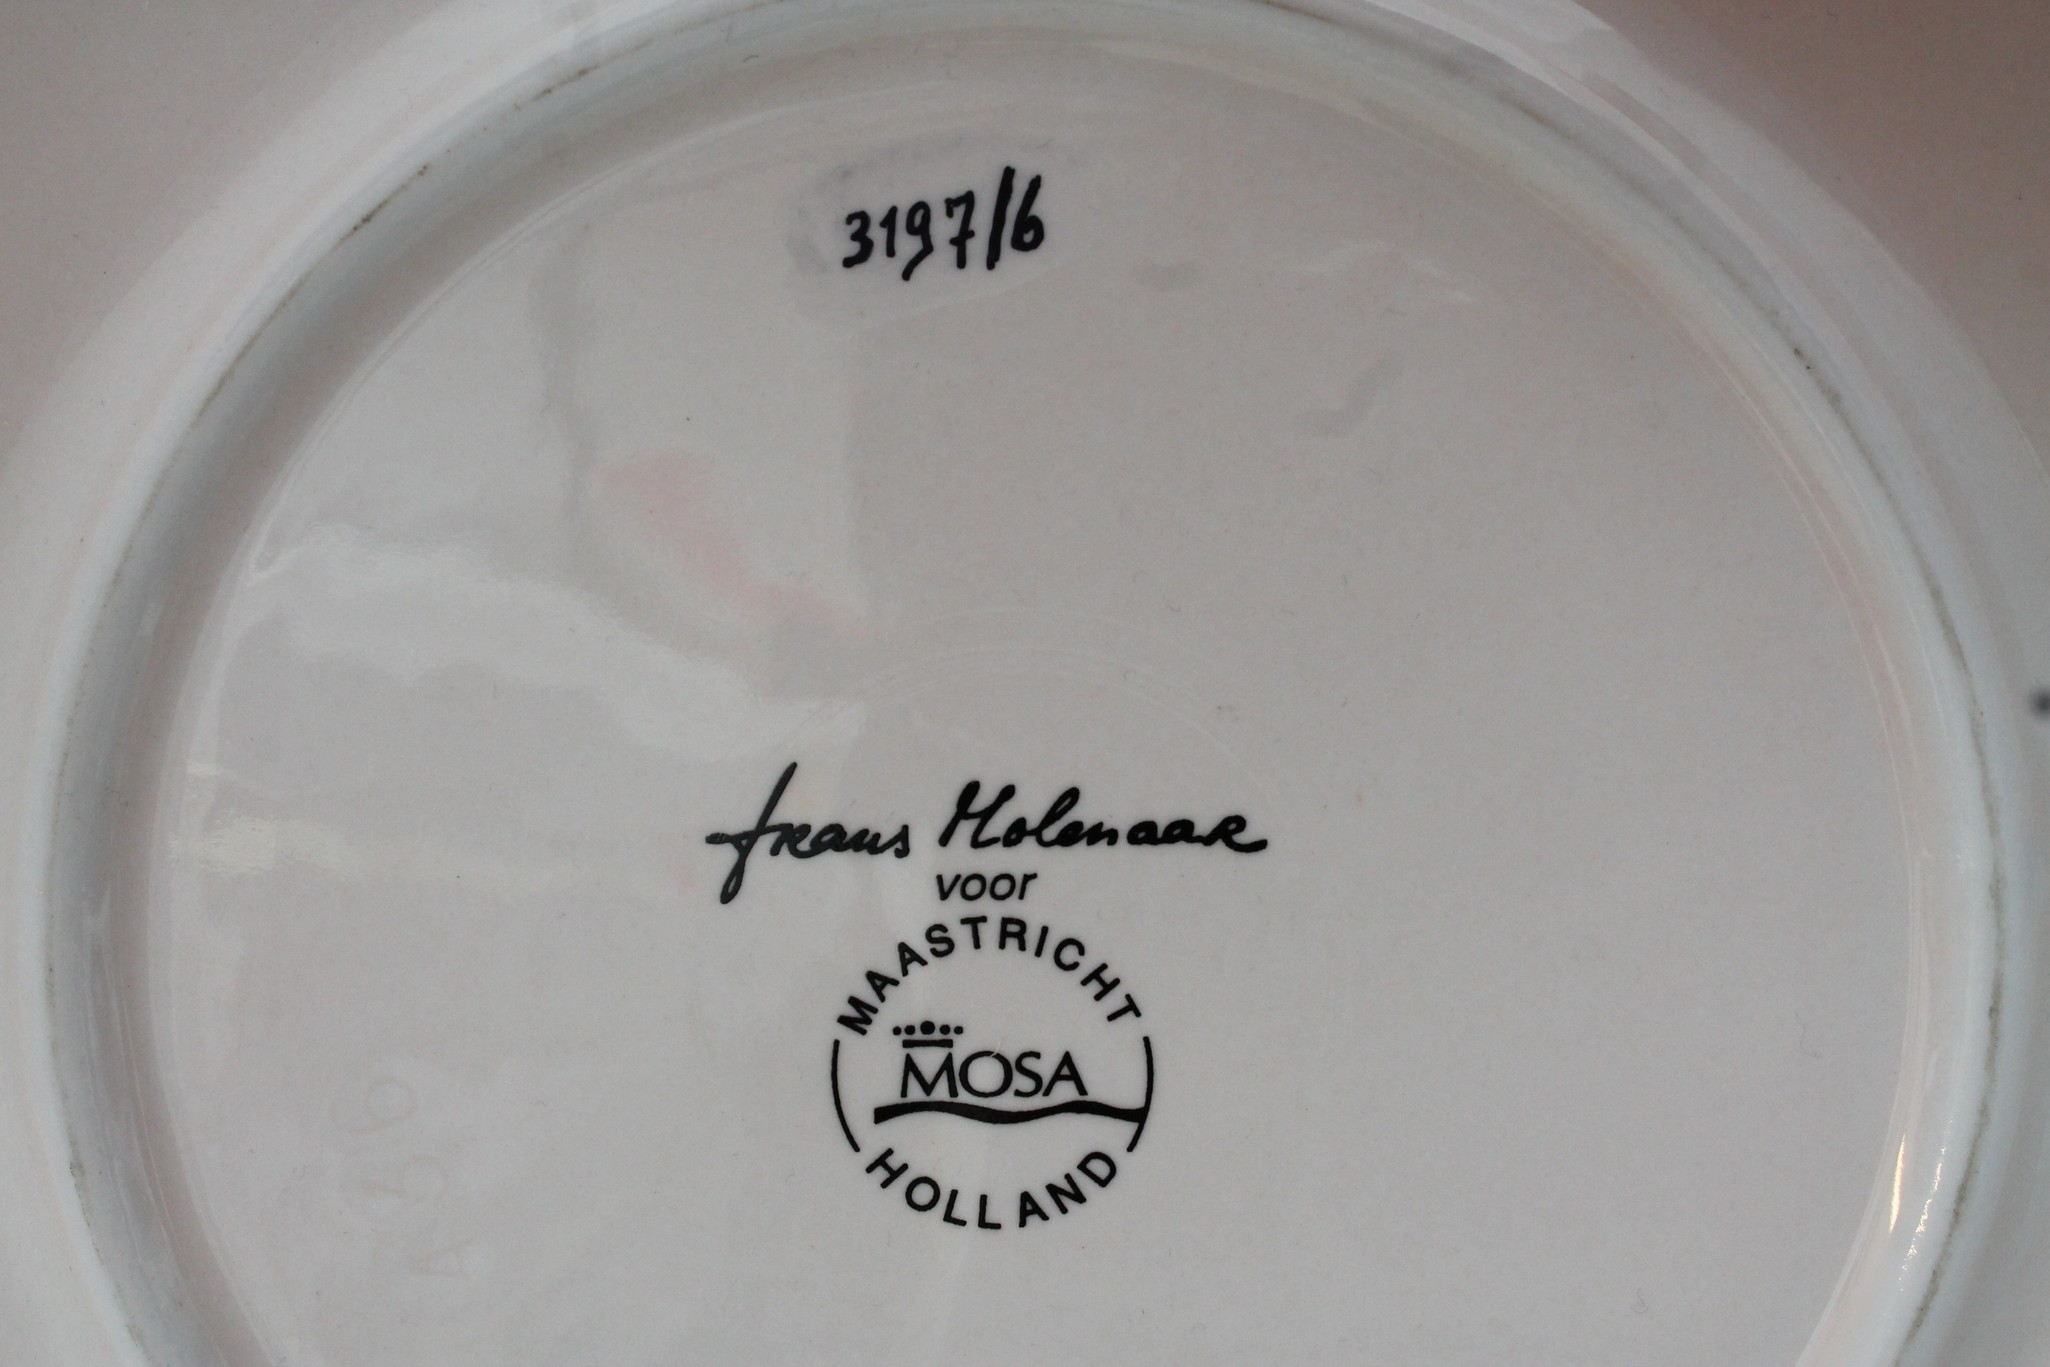 3197/6
frans Molenaar
voor
MAASTRICHT
MOSA
HOLLAND